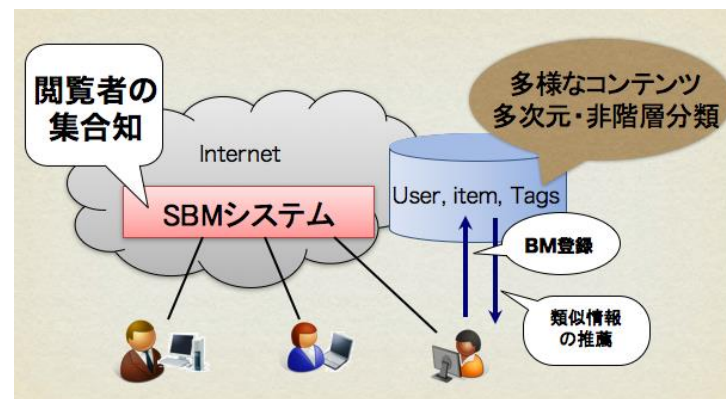 閲覧者の
集合知
多様なコンテンツ
多次元・非階層分類
Internet
SBMシステム
User, item, Tags
BM登録
類似情報
の推薦